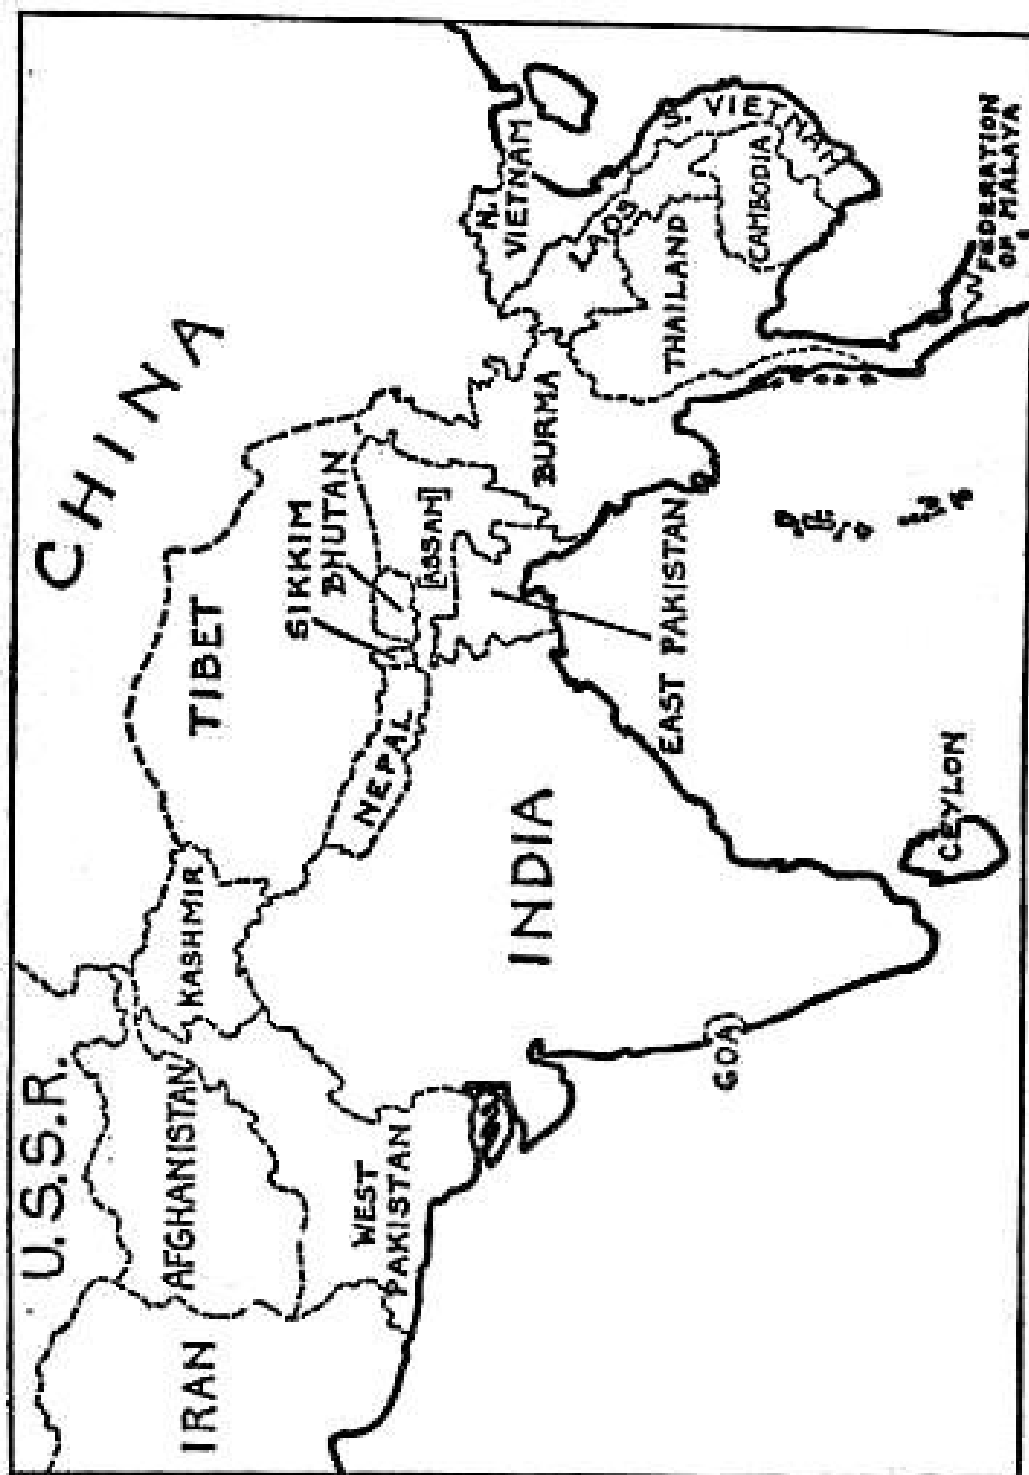 U.S.S.R.
CHINA
IRAN
AFGHANISTAN
KASHMIR
TIBET
SIKKIM
BHUTAN
NEPAL
[ASSAM]
WEST
PAKISTAN
INDIA
BURMA
N.
VIETNAM
LAOS
THAILAND
S. VIETNAM
CAMBODIA
EAST PAKISTAN
GOA
CEYLON
FEDERATION
OF MALAYA